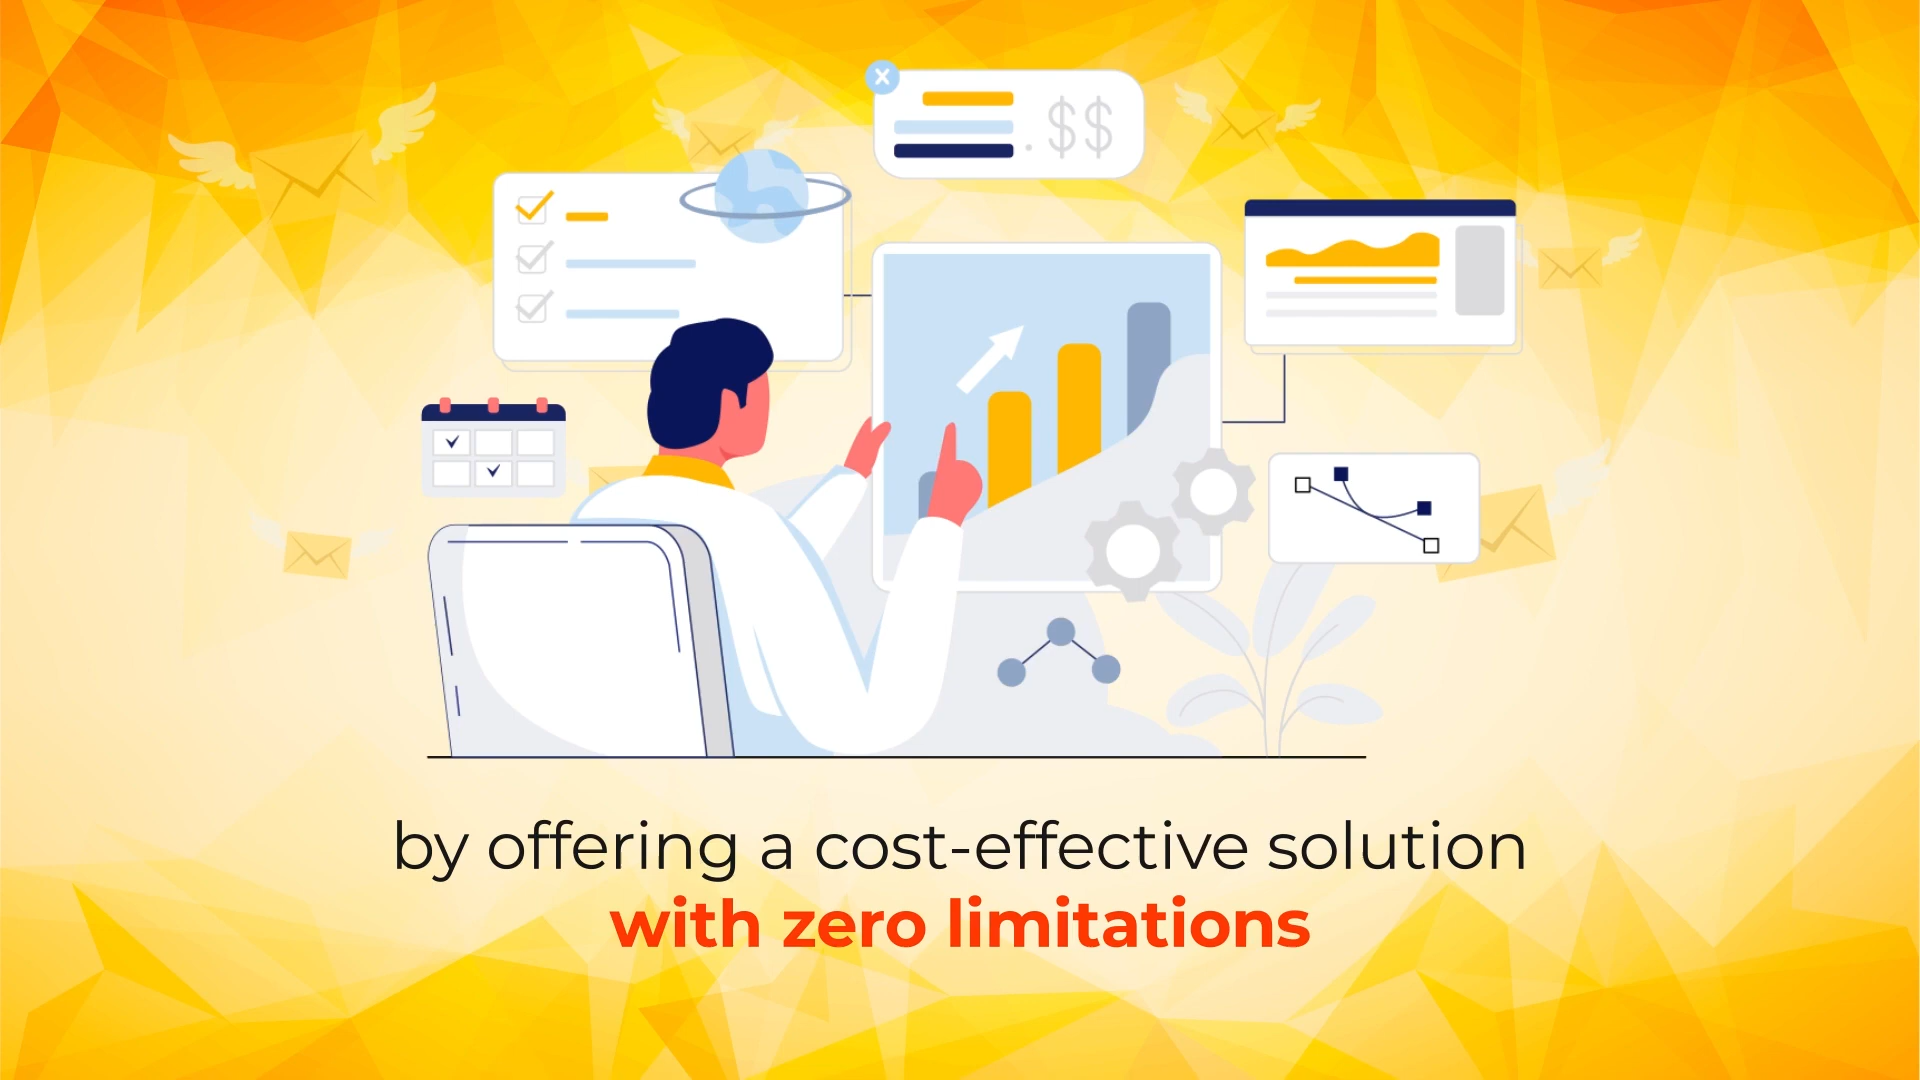 $$
by offering a cost-effective solution
with zero limitations